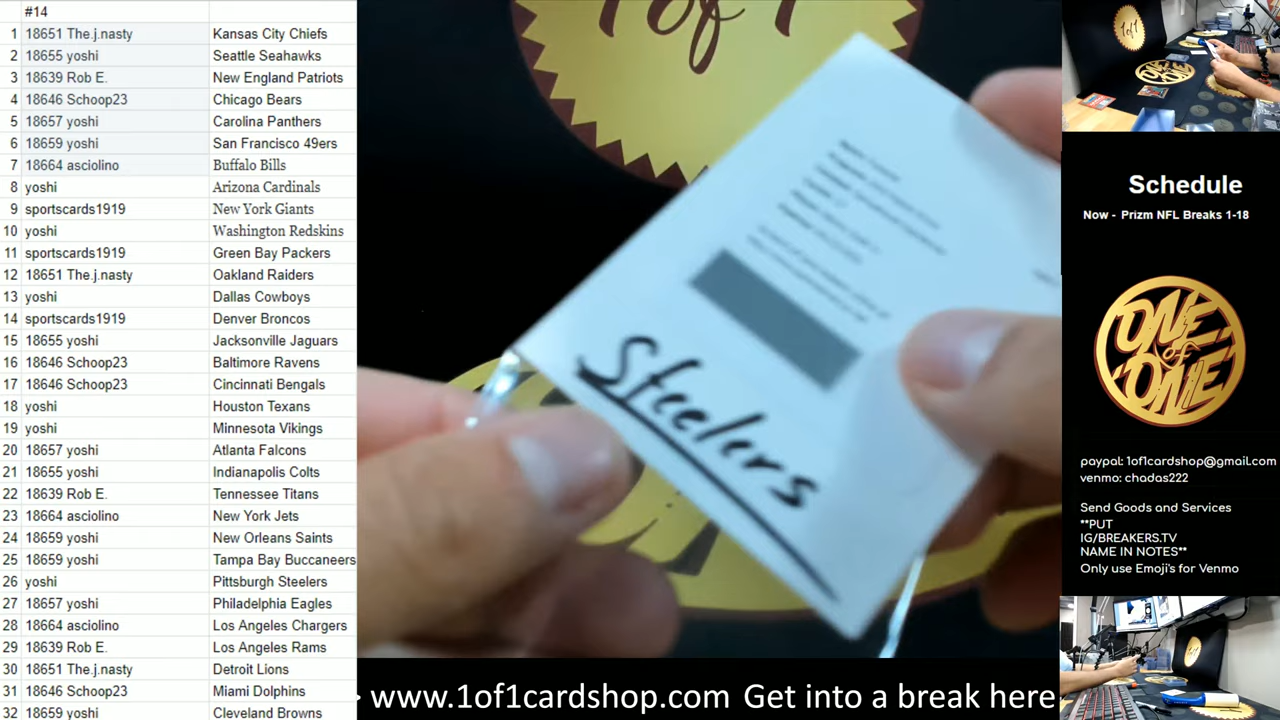 #14
1 18651 The.j.nasty Kansas City Chiefs
2 18655 yoshi Seattle Seahawks
3 18639 Rob E. New England Patriots
4 18646 Schoop23 Chicago Bears
5 18657 yoshi Carolina Panthers
6 18659 yoshi San Francisco 49ers
7 18664 asciolino Buffalo Bills
8 yoshi Arizona Cardinals
9 sportscards1919 New York Giants
10 yoshi Washington Redskins
11 sportscards1919 Green Bay Packers
12 18651 The.j.nasty Oakland Raiders
13 yoshi Dallas Cowboys
14 sportscards1919 Denver Broncos
15 18655 yoshi Jacksonville Jaguars
16 18646 Schoop23 Baltimore Ravens
17 18646 Schoop23 Cincinnati Bengals
18 yoshi Houston Texans
19 yoshi Minnesota Vikings
20 18657 yoshi Atlanta Falcons
21 18655 yoshi Indianapolis Colts
22 18639 Rob E. Tennessee Titans
23 18664 asciolino New York Jets
24 18659 yoshi New Orleans Saints
25 18659 yoshi Tampa Bay Buccaneers
26 yoshi Pittsburgh Steelers
27 18657 yoshi Philadelphia Eagles
28 18664 asciolino Los Angeles Chargers
29 18639 Rob E. Los Angeles Rams
30 18651 The.j.nasty Detroit Lions
31 18646 Schoop23 Miami Dolphins
32 18659 yoshi Cleveland Browns
1 of 1
Steelers
www.1of1cardshop.com Get into a break here
Schedule
Now - Prizm NFL Breaks 1-18
ONE
of
ONE
paypal: 1of1cardshop@gmail.com
venmo: chadas222
Send Goods and Services
**PUT
IG/BREAKERS.TV
NAME IN NOTES**
Only use Emoji's for Venmo